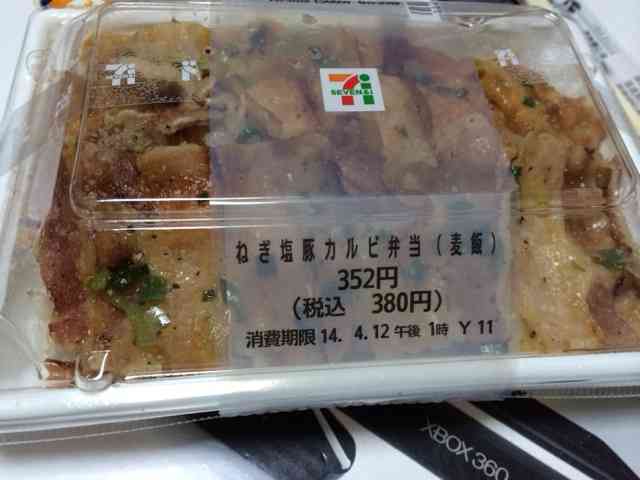 SEVEN&i
ねぎ塩豚カルビ弁当(麦飯)
352円
(税込 380円)
消費期限 14. 4.12 午後 1時 Y 11
XBOX 360